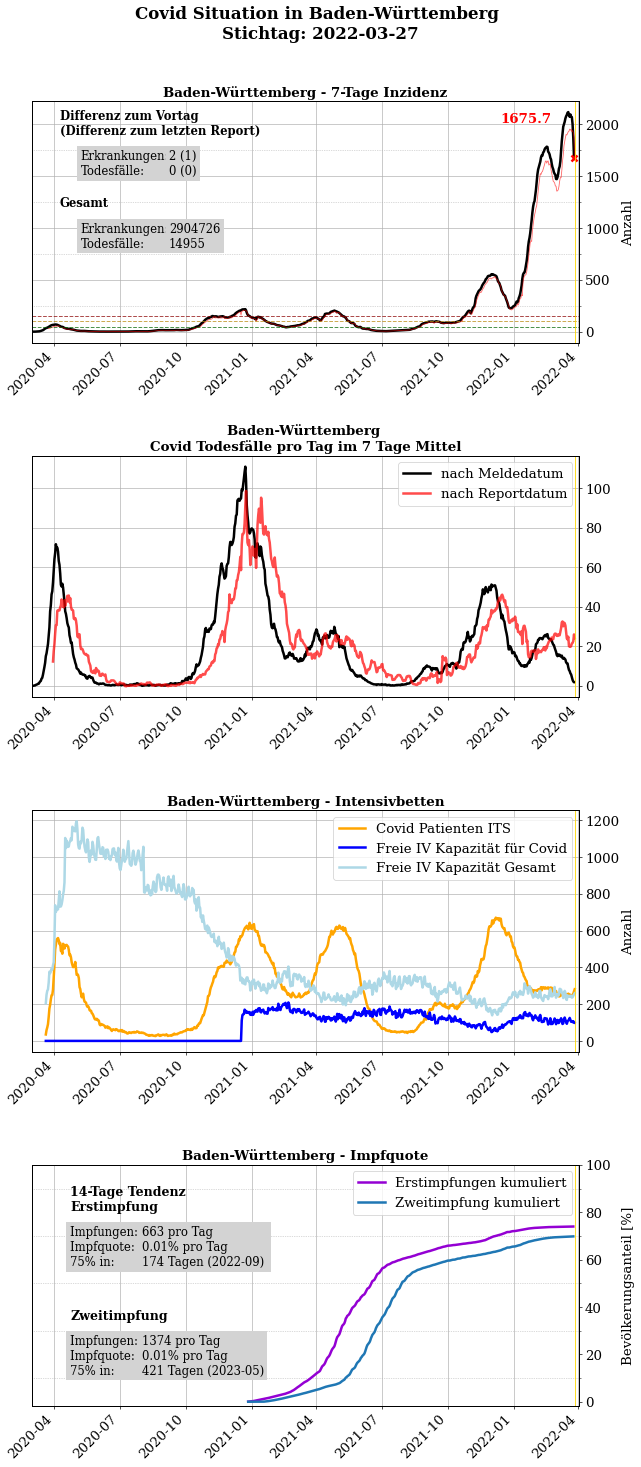 Covid Situation in Baden-Württemberg
Stichtag: 2022-03-27
Baden-Württemberg - 7-Tage Inzidenz
Differenz zum Vortag
(Differenz zum letzten Report)
Erkrankungen 2 (1)
Todesfälle: 0 (0)
Gesamt
Erkrankungen 2904726
Todesfälle: 14955
1675.7
2000
1500
1000
500
0
Anzahl
2020-04 2020-07 2020-10 2021-01 2021-04 2021-07 2021-10 2022-01 2022-04
Baden-Württemberg
Covid Todesfälle pro Tag im 7 Tage Mittel
nach Meldedatum
nach Reportdatum
100
80
60
40
20
0
2020-04 2020-07 2020-10 2021-01 2021-04 2021-07 2021-10 2022-01 2022-04
Baden-Württemberg - Intensivbetten
Covid Patienten ITS
Freie IV Kapazität für Covid
Freie IV Kapazität Gesamt
1200
1000
800
600
400
200
0
Anzahl
2020-04 2020-07 2020-10 2021-01 2021-04 2021-07 2021-10 2022-01 2022-04
Baden-Württemberg - Impfquote
14-Tage Tendenz
Erstimpfung
Impfungen: 663 pro Tag
Impfquote: 0.01% pro Tag
75% in: 174 Tagen (2022-09)
Zweitimpfung
Impfungen: 1374 pro Tag
Impfquote: 0.01% pro Tag
75% in: 421 Tagen (2023-05)
Erstimpfungen kumuliert
Zweitimpfung kumuliert
100
80
60
40
20
0
Bevölkerungsanteil [%]
2020-04 2020-07 2020-10 2021-01 2021-04 2021-07 2021-10 2022-01 2022-04